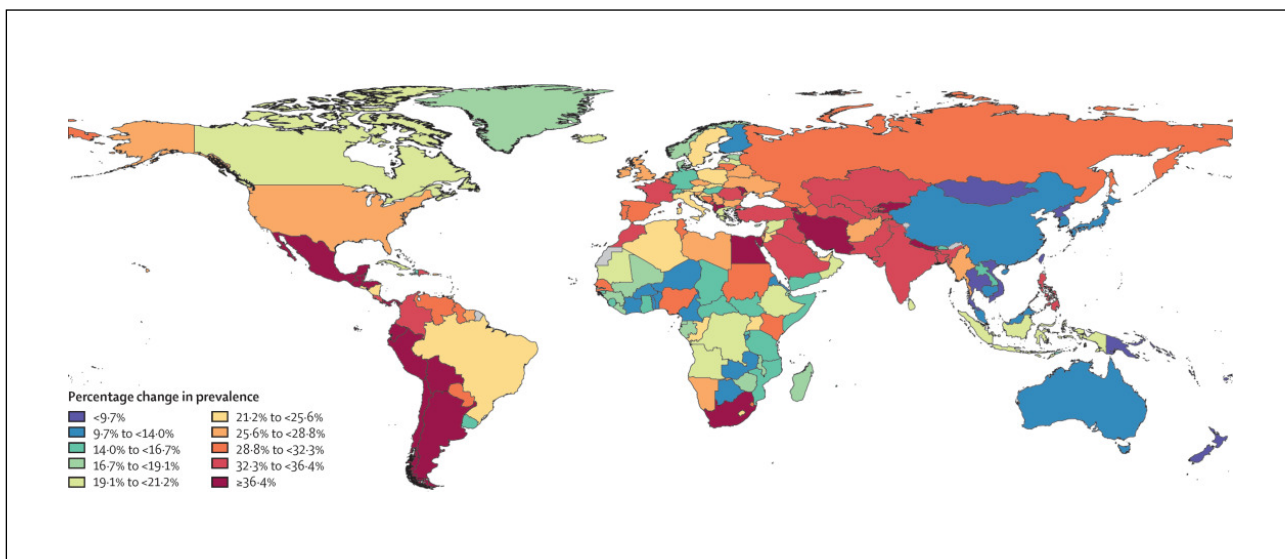 Percentage change in prevalence
<9·7%
9·7% to <14·0%
14·0% to <16·7%
16·7% to <19·1%
19·1% to <21·2%
21·2% to <25·6%
25·6% to <28·8%
28·8% to <32·3%
32·3% to <36·4%
≥36·4%